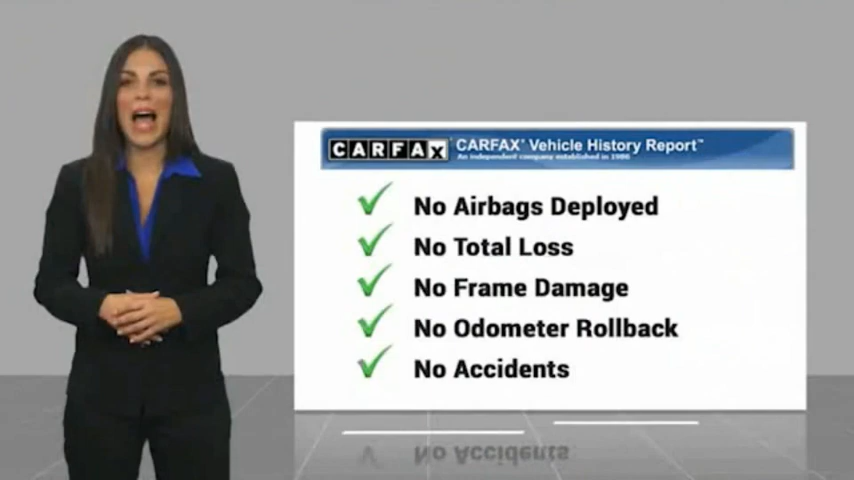 CARFAX CARFAX® Vehicle History Report™
An independent company established in 1986
No Airbags Deployed
No Total Loss
No Frame Damage
No Odometer Rollback
No Accidents
No Accidents